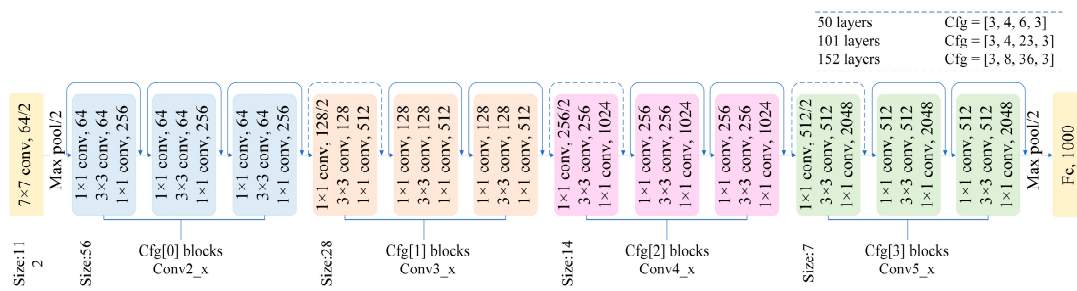 50 layers Cfg = [3, 4, 6, 3]
101 layers Cfg = [3, 4, 23, 3]
152 layers Cfg = [3, 8, 36, 3]
7×7 conv, 64/2
Max pool/2
1×1 conv, 64
3×3 conv, 64
1×1 conv, 256
1×1 conv, 64
3×3 conv, 64
1×1 conv, 256
1×1 conv, 64
3×3 conv, 64
1×1 conv, 256
1×1 conv, 128/2
3×3 conv, 128
1×1 conv, 512
1×1 conv, 128
3×3 conv, 128
1×1 conv, 512
1×1 conv, 128
3×3 conv, 128
1×1 conv, 512
1×1 conv, 256/2
3×3 conv, 256
1×1 conv, 1024
1×1 conv, 256
3×3 conv, 256
1×1 conv, 1024
1×1 conv, 256
3×3 conv, 256
1×1 conv, 1024
1×1 conv, 512/2
3×3 conv, 512
1×1 conv, 2048
1×1 conv, 512
3×3 conv, 512
1×1 conv, 2048
1×1 conv, 512
3×3 conv, 512
1×1 conv, 2048
Max pool/2
Fc, 1000
Size:11
2
Size:56
Cfg[0] blocks
Conv2_x
Size:28
Cfg[1] blocks
Conv3_x
Size:14
Cfg[2] blocks
Conv4_x
Size:7
Cfg[3] blocks
Conv5_x